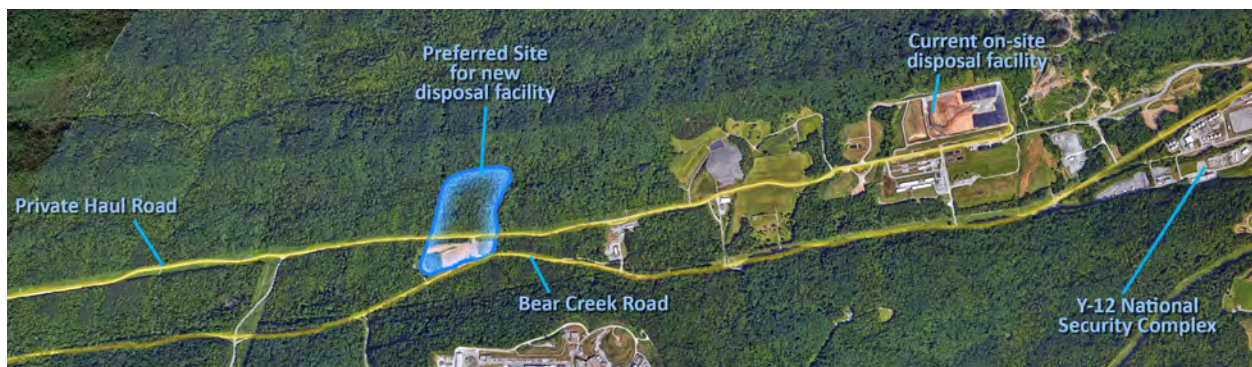 Preferred Site
for new
disposal facility
Current on-site
disposal facility
Private Haul Road
Bear Creek Road
Y-12 National
Security Complex